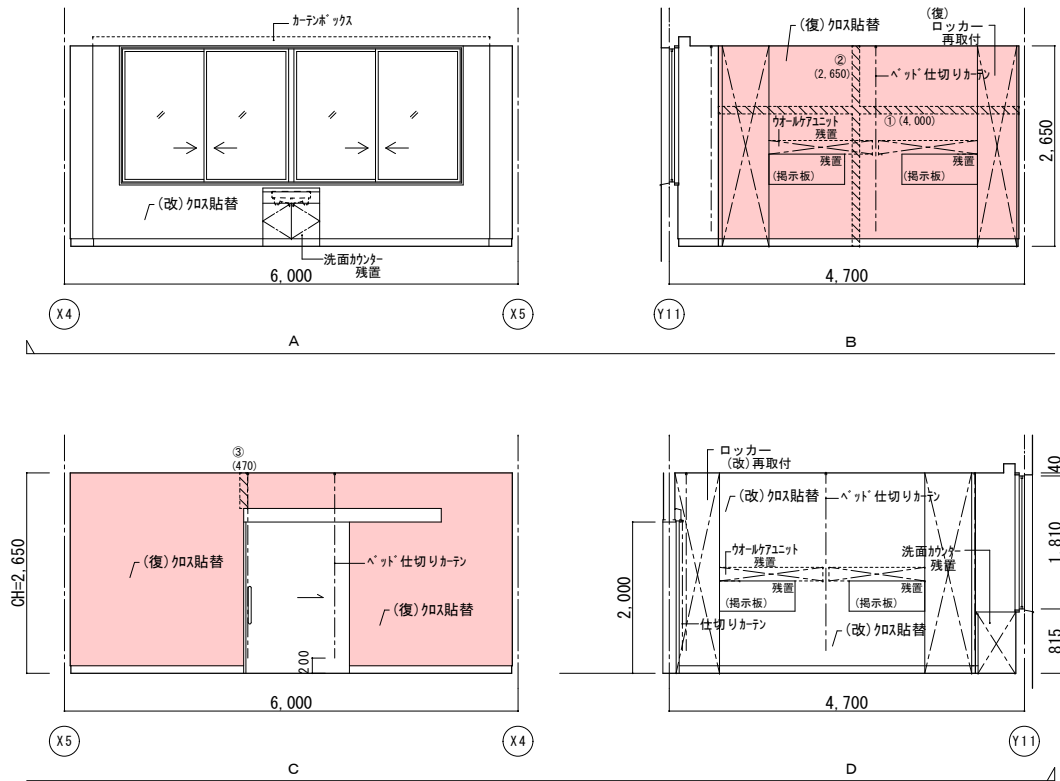 カーテンボックス
(改)クロス貼替
洗面カウンター
残置
6,000
X4
X5
A
(復)クロス貼替
(復)
ロッカー
再取付
②
(2,650)
ベッド仕切りカーテン
ウオールケアユニット
残置
①(4,000)
残置
残置
(掲示板)
(掲示板)
2,650
4,700
Y11
B
③
(470)
(復)クロス貼替
ベッド仕切りカーテン
(復)クロス貼替
CH=2,650
200
6,000
X5
X4
C
ロッカー
(改)再取付
(改)クロス貼替
ベッド仕切りカーテン
ウオールケアユニット
残置
残置
残置
(掲示板)
(掲示板)
仕切りカーテン
(改)クロス貼替
洗面カウンター
残置
2,000
40
1,810
815
4,700
Y11
D